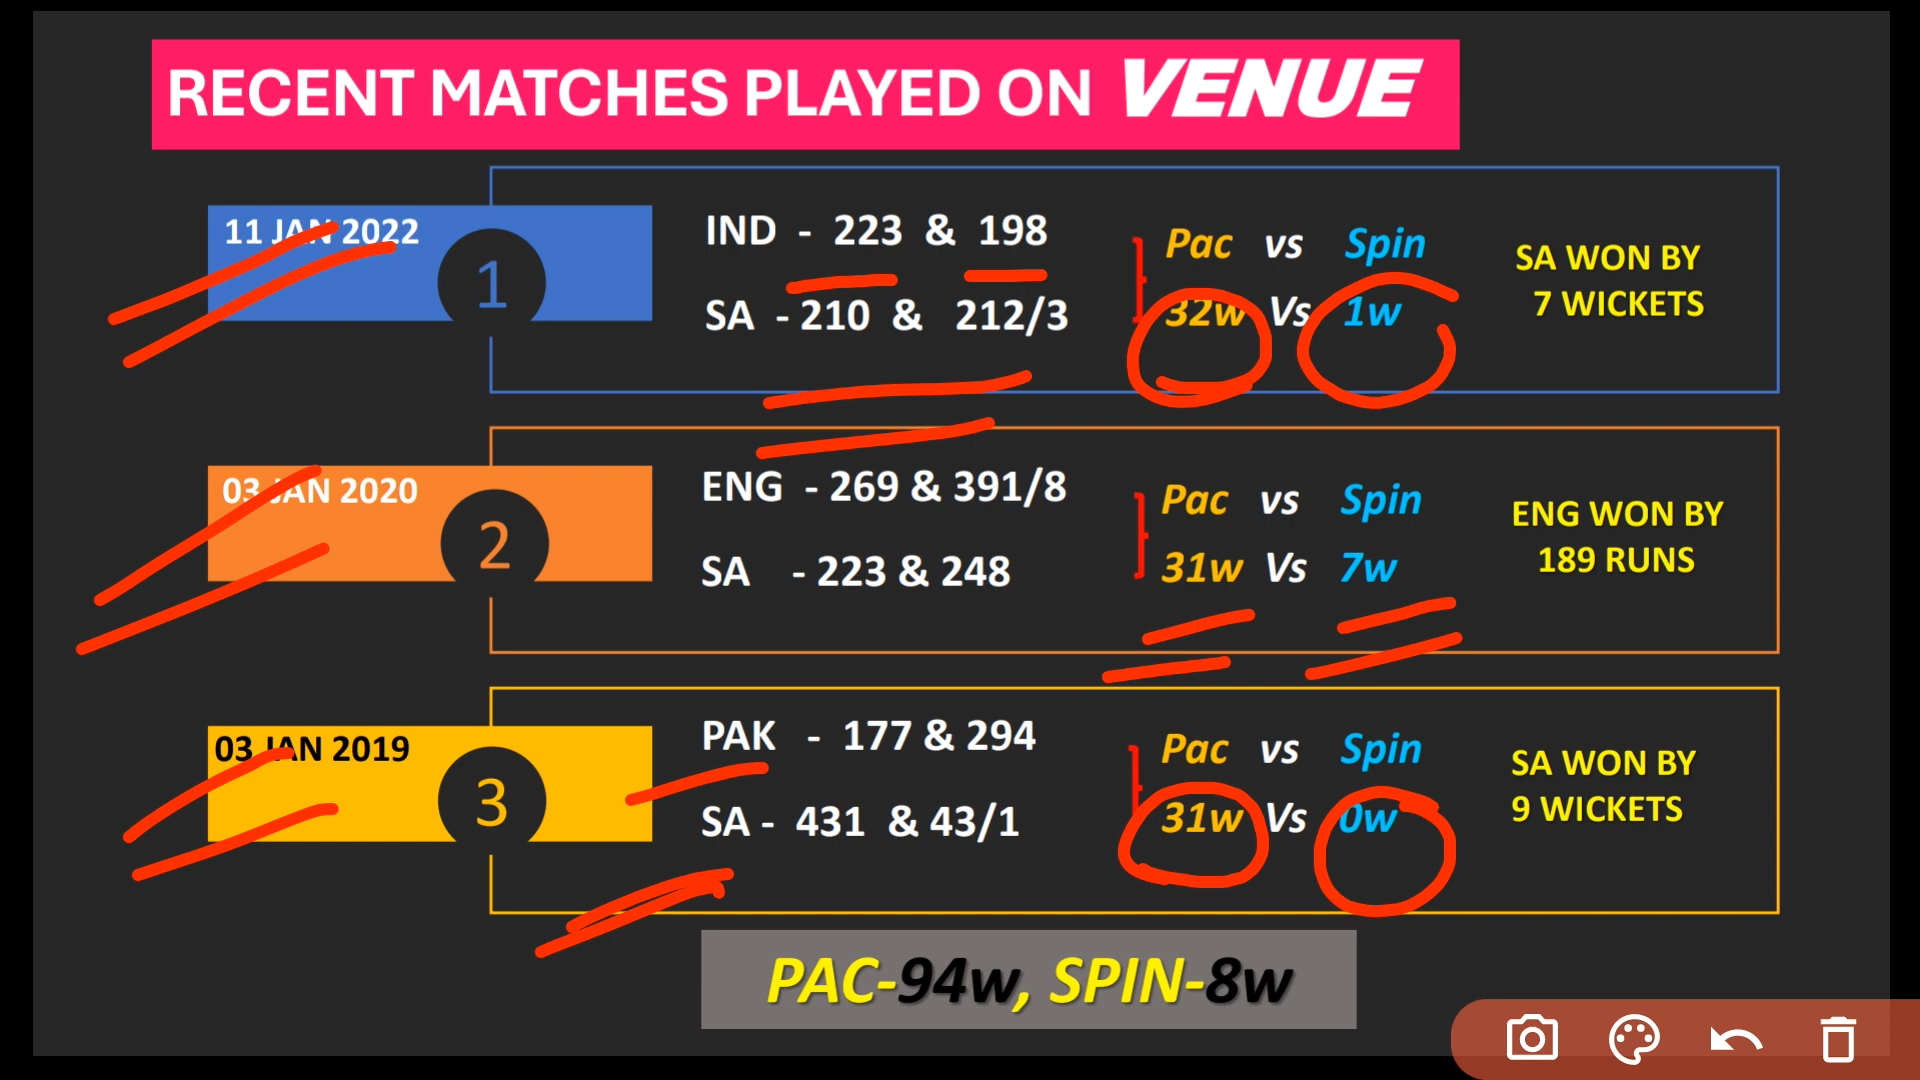 RECENT MATCHES PLAYED ON VENUE
11 JAN 2022
1
IND - 223 & 198
SA - 210 & 212/3
Pac vs Spin
32w Vs 1w
SA WON BY
7 WICKETS
03 JAN 2020
2
ENG - 269 & 391/8
SA - 223 & 248
Pac vs Spin
31w Vs 7w
ENG WON BY
189 RUNS
03 JAN 2019
3
PAK - 177 & 294
SA - 431 & 43/1
Pac vs Spin
31w Vs 0w
SA WON BY
9 WICKETS
PAC-94w, SPIN-8w